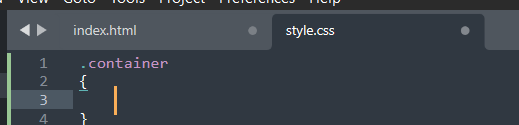 View Goto Tools Project Preferences Help
index.html style.css
1 .container
2 {
3
4 }